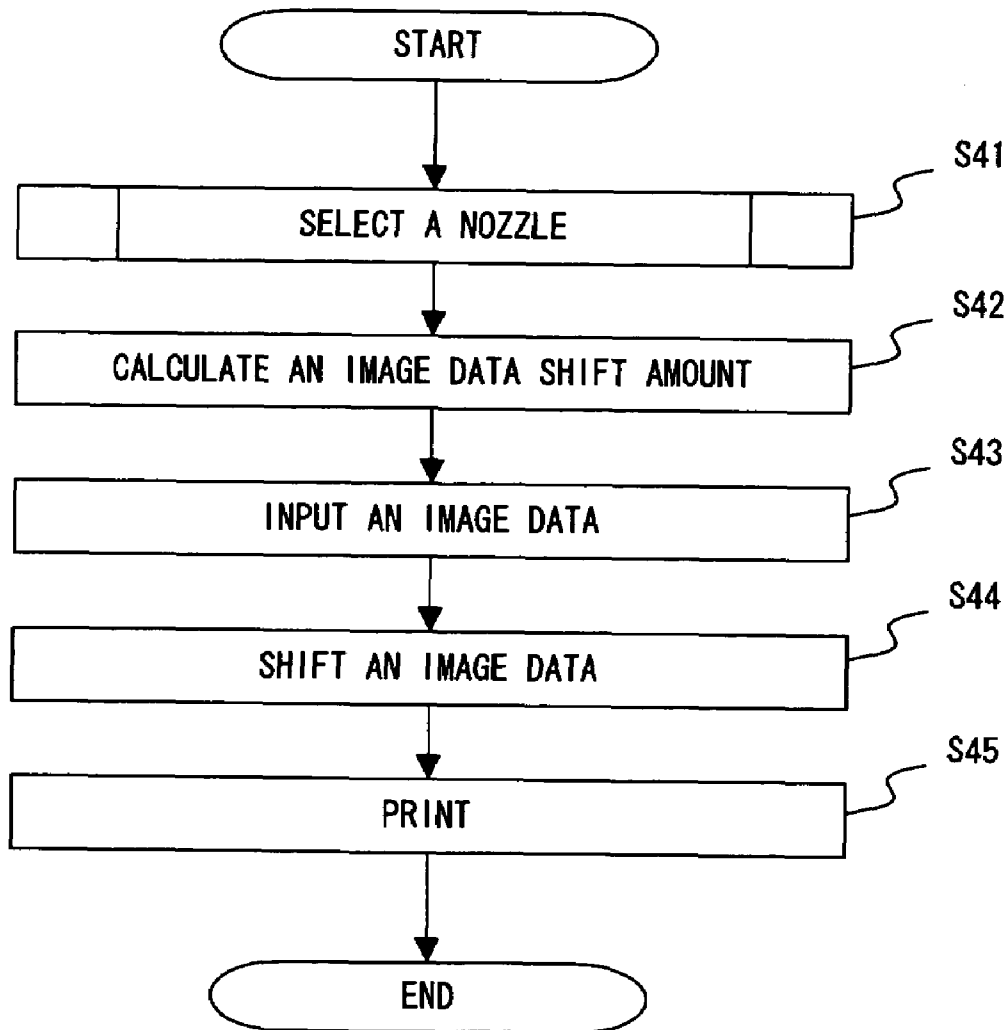 START
S41
SELECT A NOZZLE
S42
CALCULATE AN IMAGE DATA SHIFT AMOUNT
S43
INPUT AN IMAGE DATA
S44
SHIFT AN IMAGE DATA
S45
PRINT
END